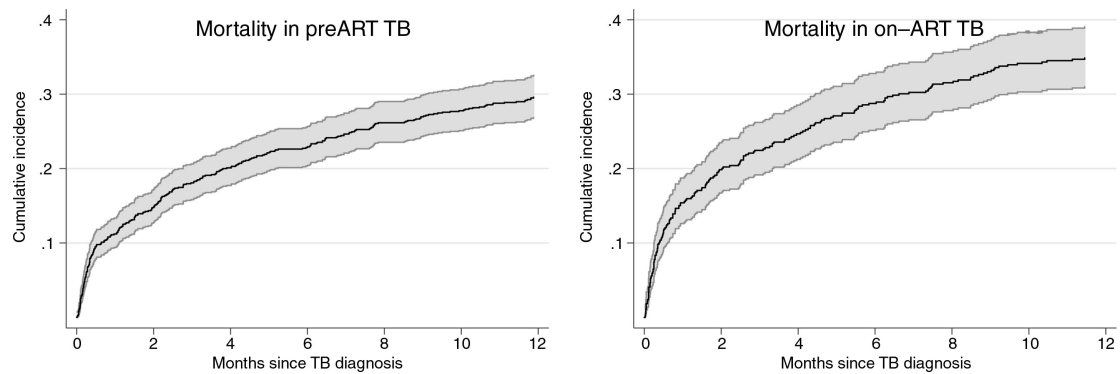 Mortality in preART TB
.4
.3
.2
.1
Cumulative incidence
0 2 4 6 8 10 12
Months since TB diagnosis
Mortality in on–ART TB
.4
.3
.2
.1
Cumulative incidence
0 2 4 6 8 10 12
Months since TB diagnosis